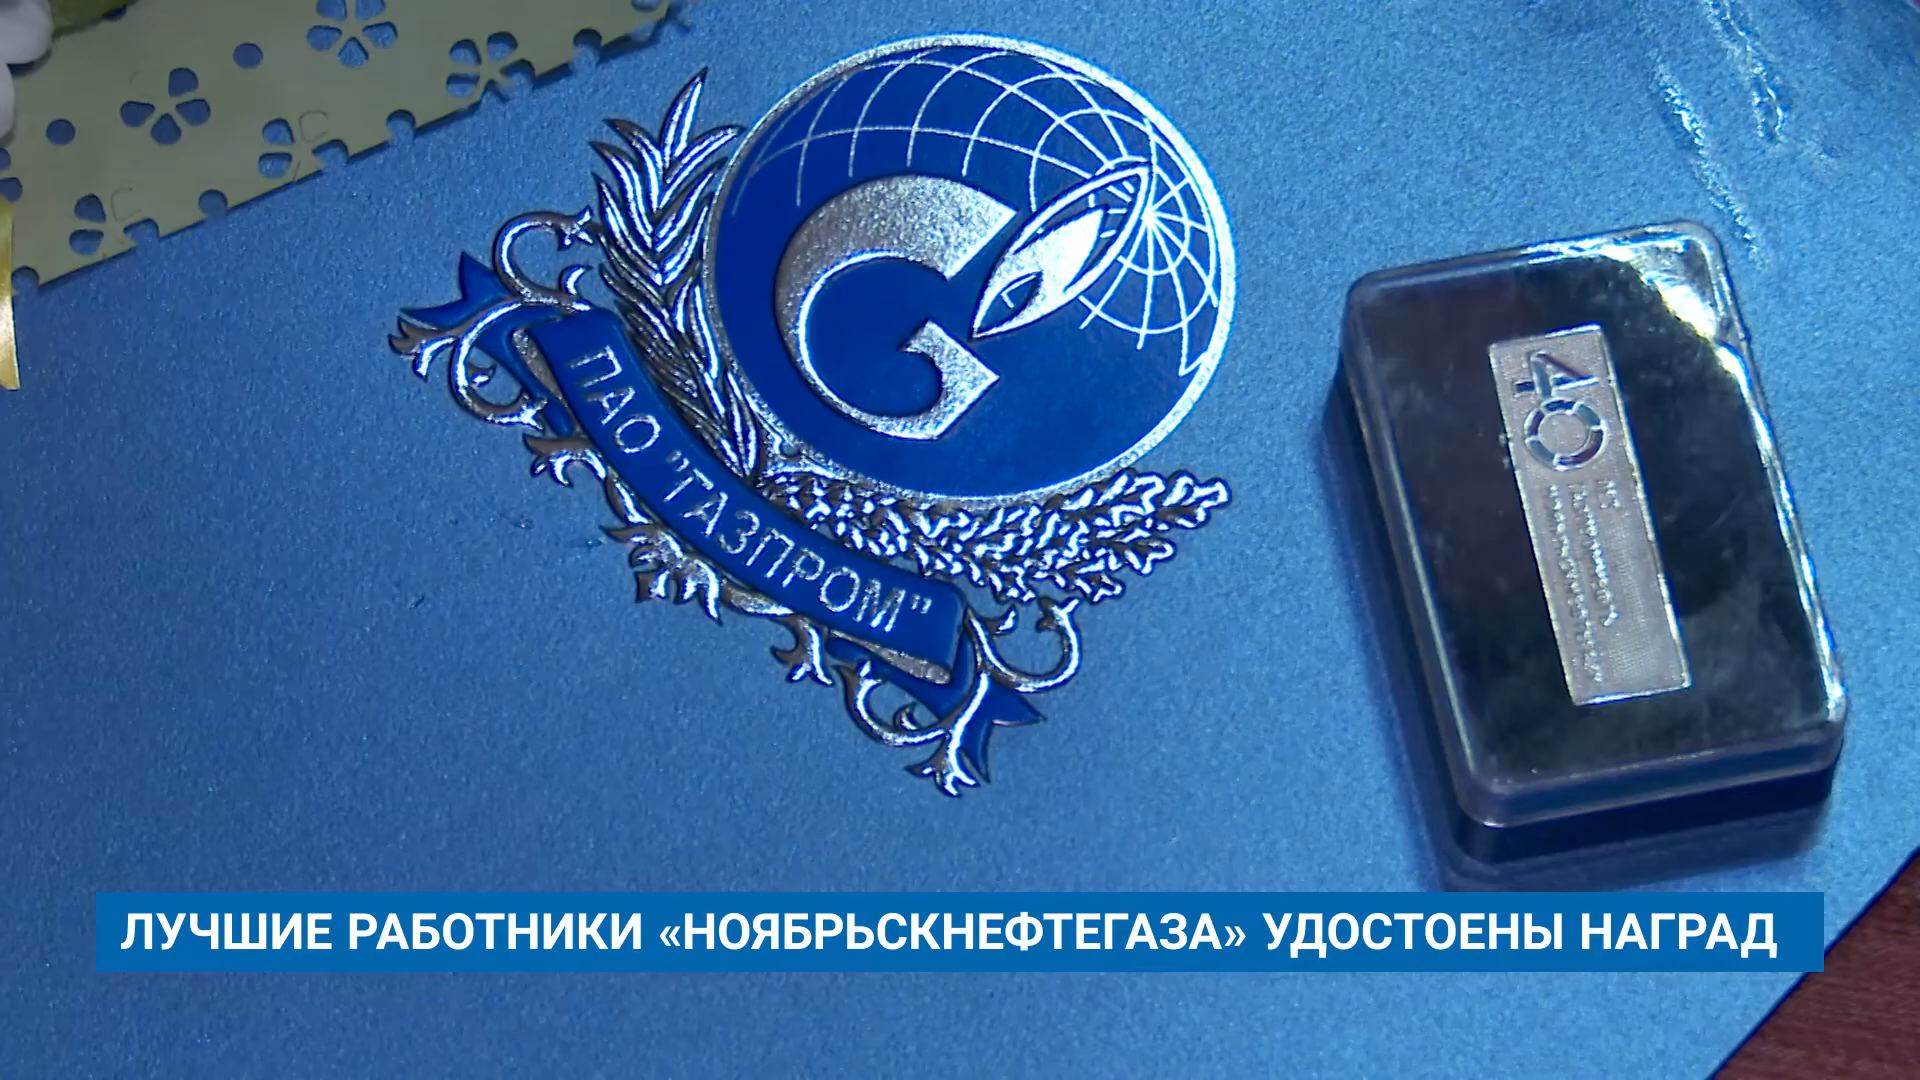 ПАО "ГАЗПРОМ"
40
ЛУЧШИЕ РАБОТНИКИ «НОЯБРЬСКНЕФТЕГАЗА» УДОСТОЕНЫ НАГРАД